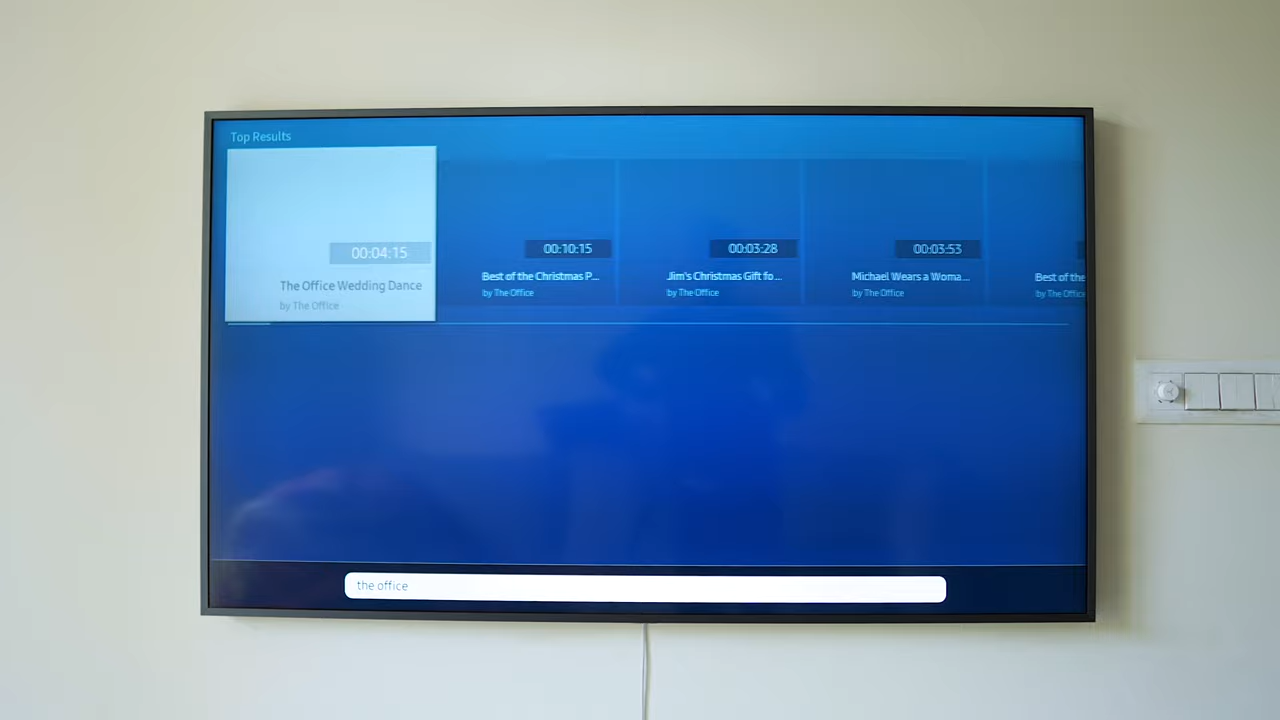 Top Results
00:04:15
The Office Wedding Dance
by The Office
00:10:15
Best of the Christmas P...
by The Office
00:03:28
Jim's Christmas Gift fo...
by The Office
00:03:53
Michael Wears a Woma...
by The Office
Best of the
by The Office
the office